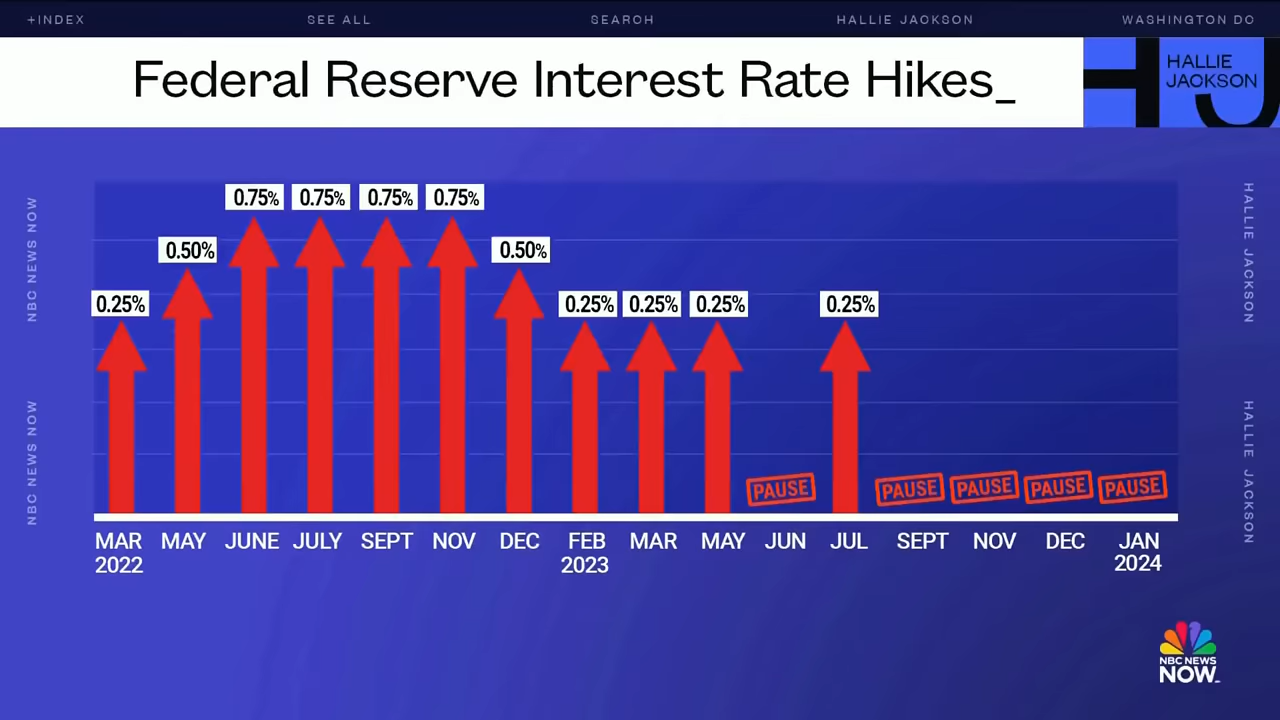 +INDEX
SEE ALL
SEARCH
HALLIE JACKSON
WASHINGTON DC
Federal Reserve Interest Rate Hikes_
HALLIE
JACKSON
0.75% 0.75% 0.75% 0.75%
0.50% 0.50%
0.25% 0.25% 0.25% 0.25% 0.25%
PAUSE PAUSE PAUSE PAUSE PAUSE
MAR MAY JUNE JULY SEPT NOV DEC FEB MAR MAY JUN JUL SEPT NOV DEC JAN
2022 2023 2024
NBC NEWS NOW
NBC NEWS NOW
HALLIE JACKSON
HALLIE JACKSON
NBC NEWS
NOW_